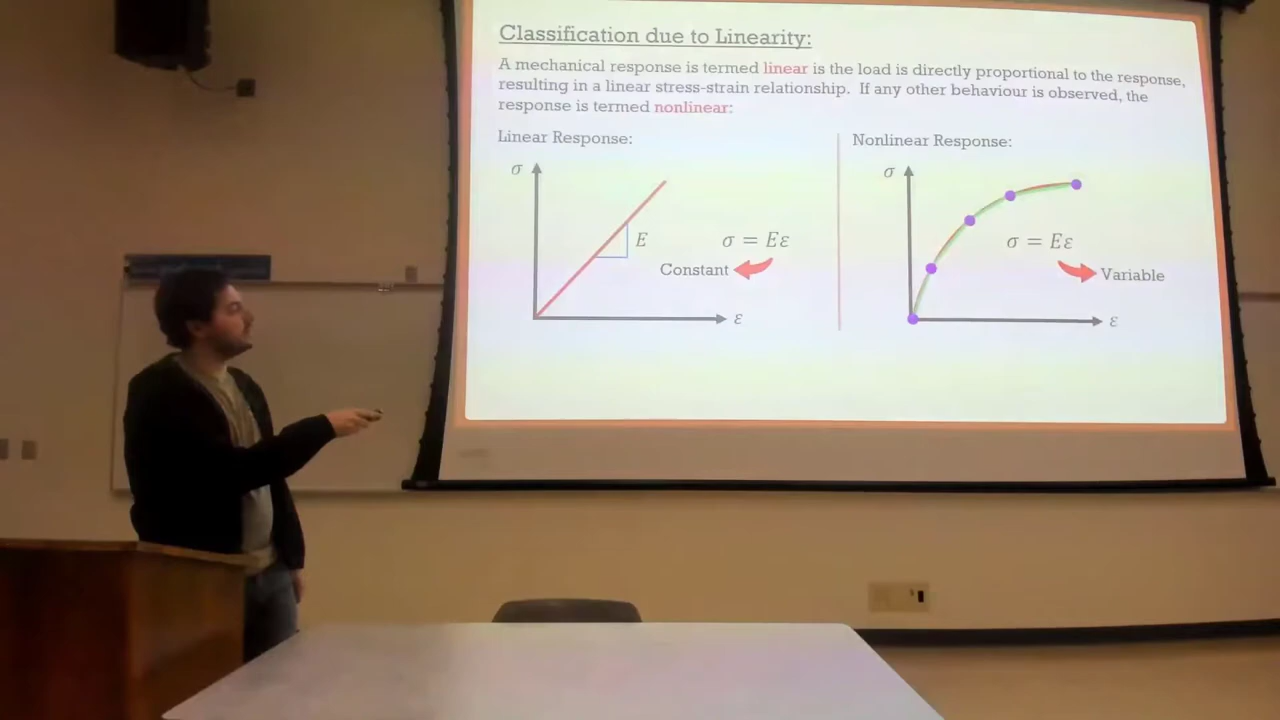 Classification due to Linearity:
A mechanical response is termed linear is the load is directly proportional to the response,
resulting in a linear stress-strain relationship. If any other behaviour is observed, the
response is termed nonlinear:
Linear Response:
σ
E
σ = Eε
Constant
ε
Nonlinear Response:
σ
σ = Eε
Variable
ε